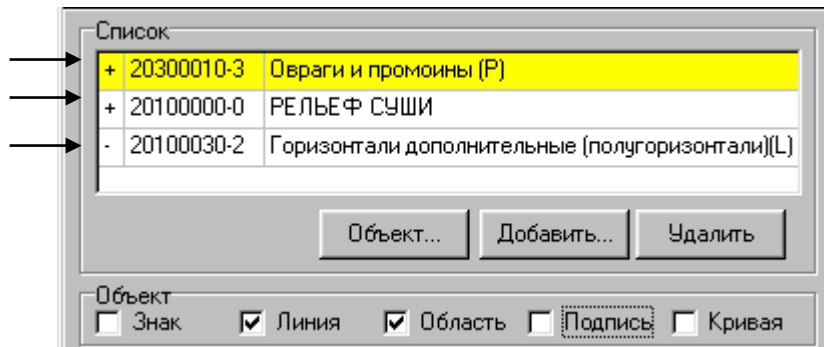 Список
+ 20300010-3 Овраги и промоины (P)
+ 20100000-0 РЕЛЬЕФ СУШИ
- 20100030-2 Горизонтали дополнительные (полугоризонтали)(L)
Объект... Добавить... Удалить
Объект
Знак Линия Область Подпись Кривая